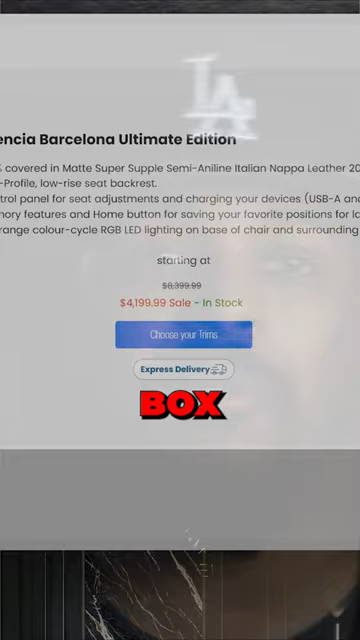 LA
encia Barcelona Ultimate Edition
covered in Matte Super Supple Semi-Aniline Italian Nappa Leather 20
-Profile, low-rise seat backrest.
trol panel for seat adjustments and charging your devices (USB-A and
nory features and Home button for saving your favorite positions for la
range colour-cycle RGB LED lighting on base of chair and surrounding
starting at
$8,399.99
$4,199.99 Sale - In Stock
Choose your Trims
Express Delivery
BOX